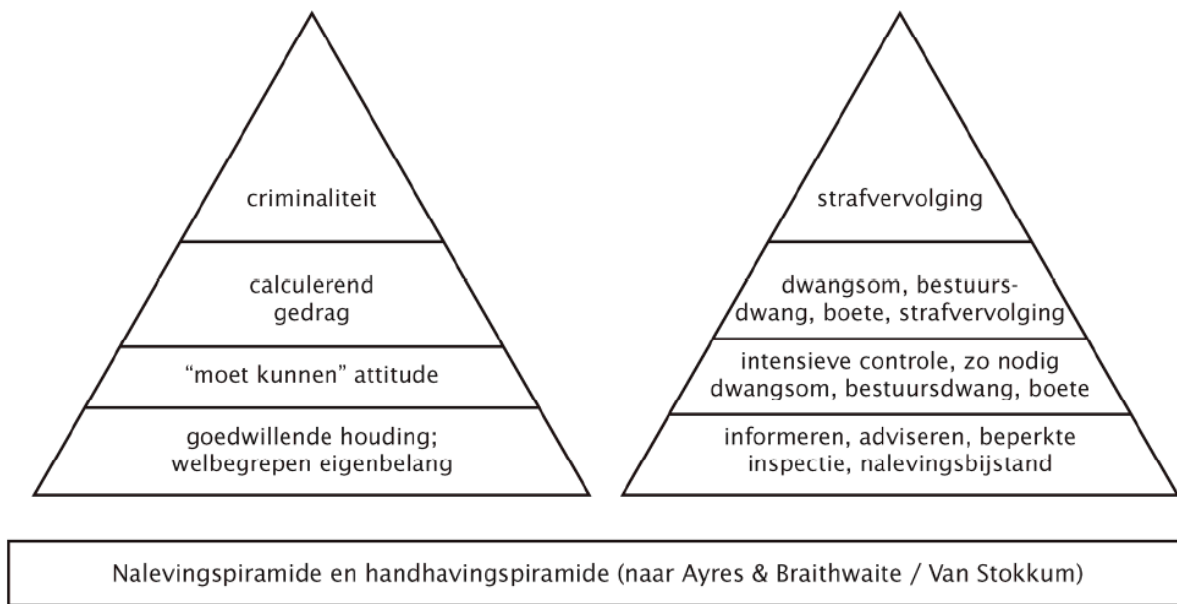 criminaliteit
calculerend
gedrag
“moet kunnen” attitude
goedwillende houding;
welbegrepen eigenbelang
strafvervolging
dwangsom, bestuurs-
dwang, boete, strafvervolging
intensieve controle, zo nodig
dwangsom, bestuursdwang, boete
informeren, adviseren, beperkte
inspectie, nalevingsbijstand
Nalevingspiramide en handhavingspiramide (naar Ayres & Braithwaite / Van Stokkum)